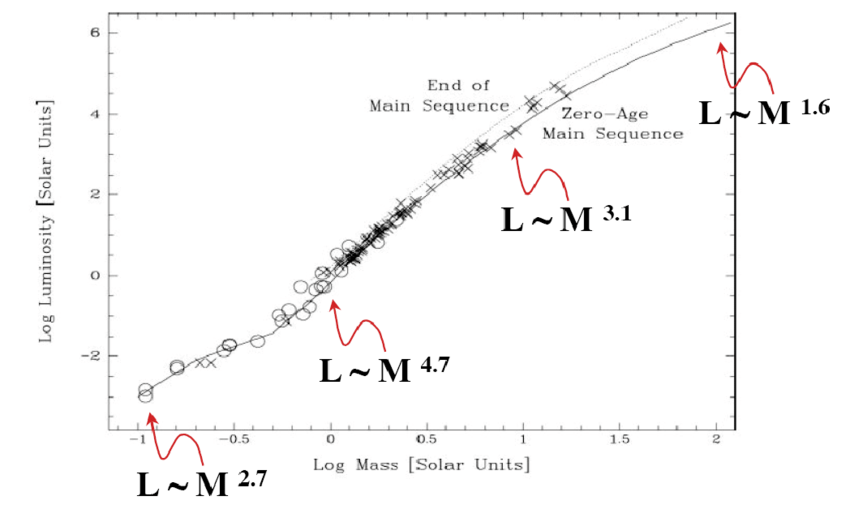 6
4
2
0
-2
-1
-0.5
0
0.5
1
1.5
2
Log Luminosity [Solar Units]
Log Mass [Solar Units]
End of
Main Sequence
Zero-Age
Main Sequence
L ~ M 1.6
L ~ M 3.1
L ~ M 4.7
L ~ M 2.7